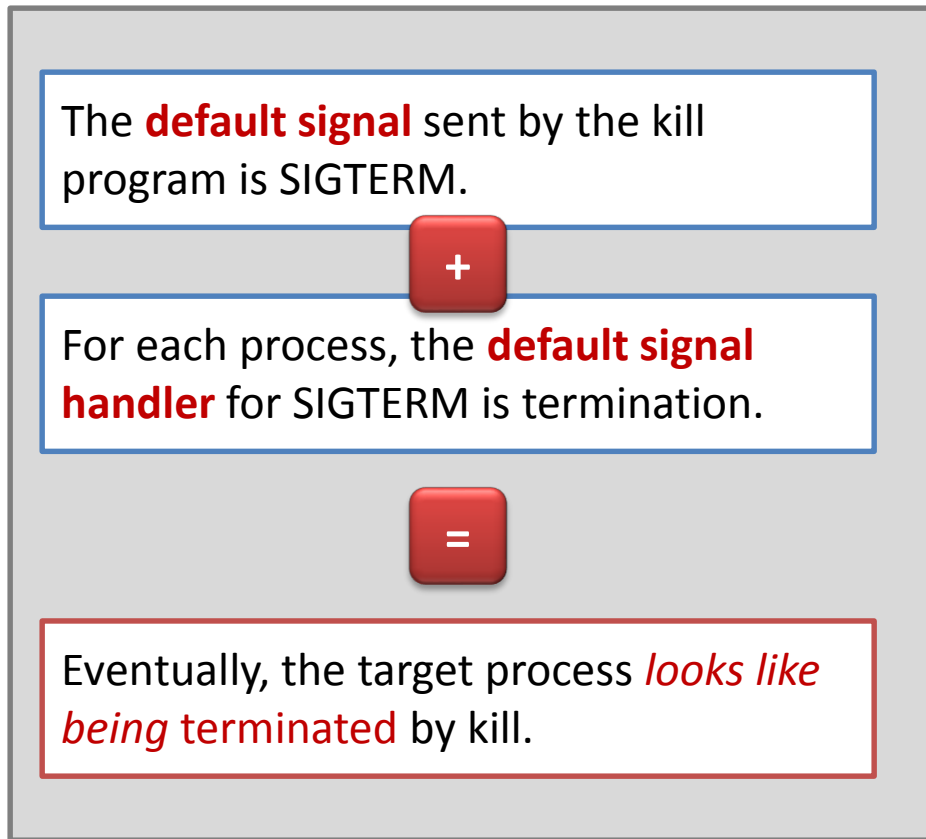 The default signal sent by the kill
program is SIGTERM.
+
For each process, the default signal
handler for SIGTERM is termination.
=
Eventually, the target process looks like
being terminated by kill.